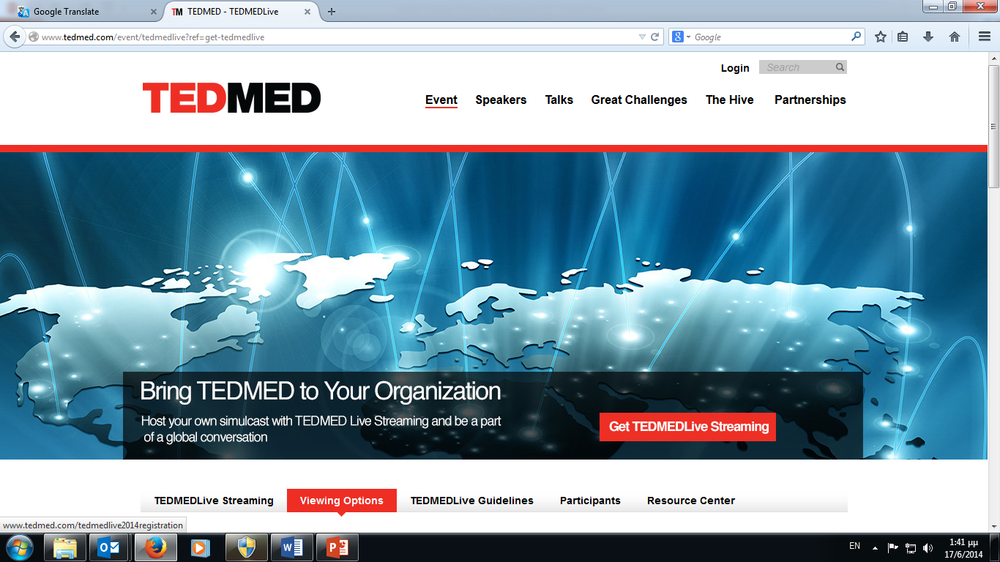 Google Translate
TM TEDMED - TEDMEDLive
www.tedmed.com/event/tedmedlive?ref=get-tedmedlive
8 Google
Login
Search
TEDMED
Event Speakers Talks Great Challenges The Hive Partnerships
Bring TEDMED to Your Organization
Host your own simulcast with TEDMED Live Streaming and be a part
of a global conversation
Get TEDMEDLive Streaming
TEDMEDLive Streaming Viewing Options TEDMEDLive Guidelines Participants Resource Center
www.tedmed.com/tedmedlive2014registration
EN
1:41 μμ
17/6/2014